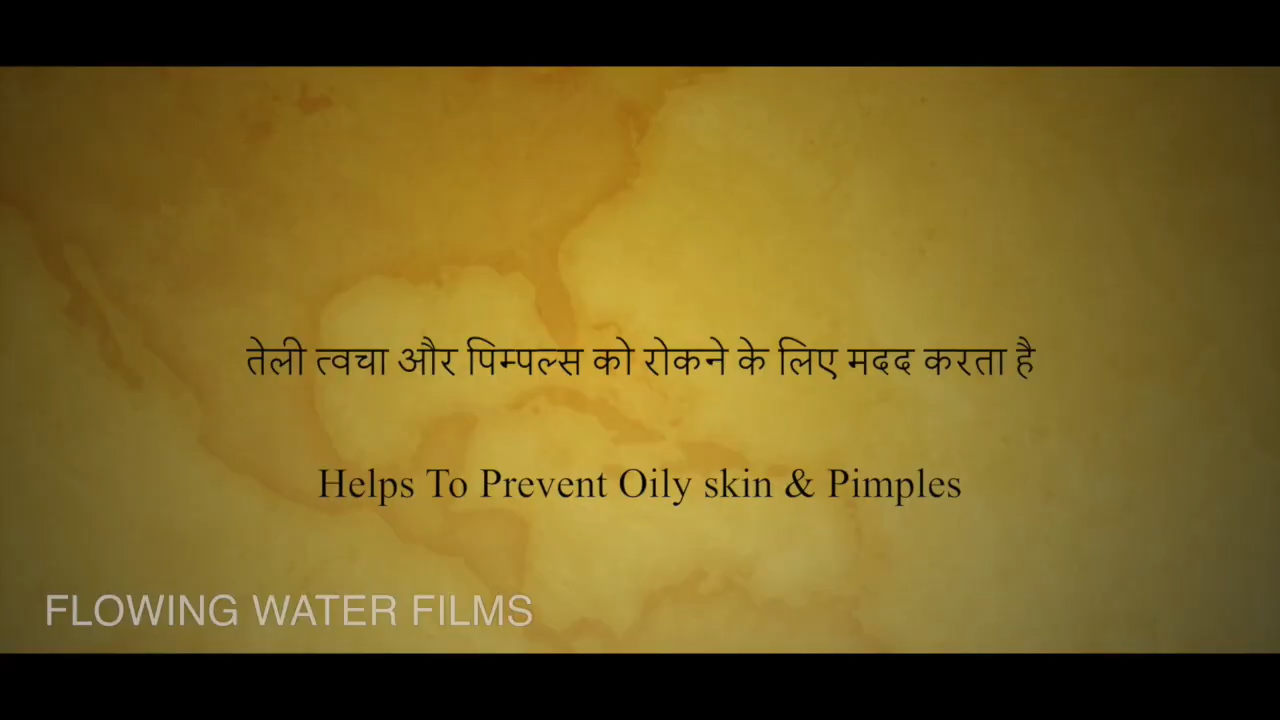 तेली त्वचा और पिम्पल्स को रोकने के लिए मदद करता है
Helps To Prevent Oily skin & Pimples
FLOWING WATER FILMS